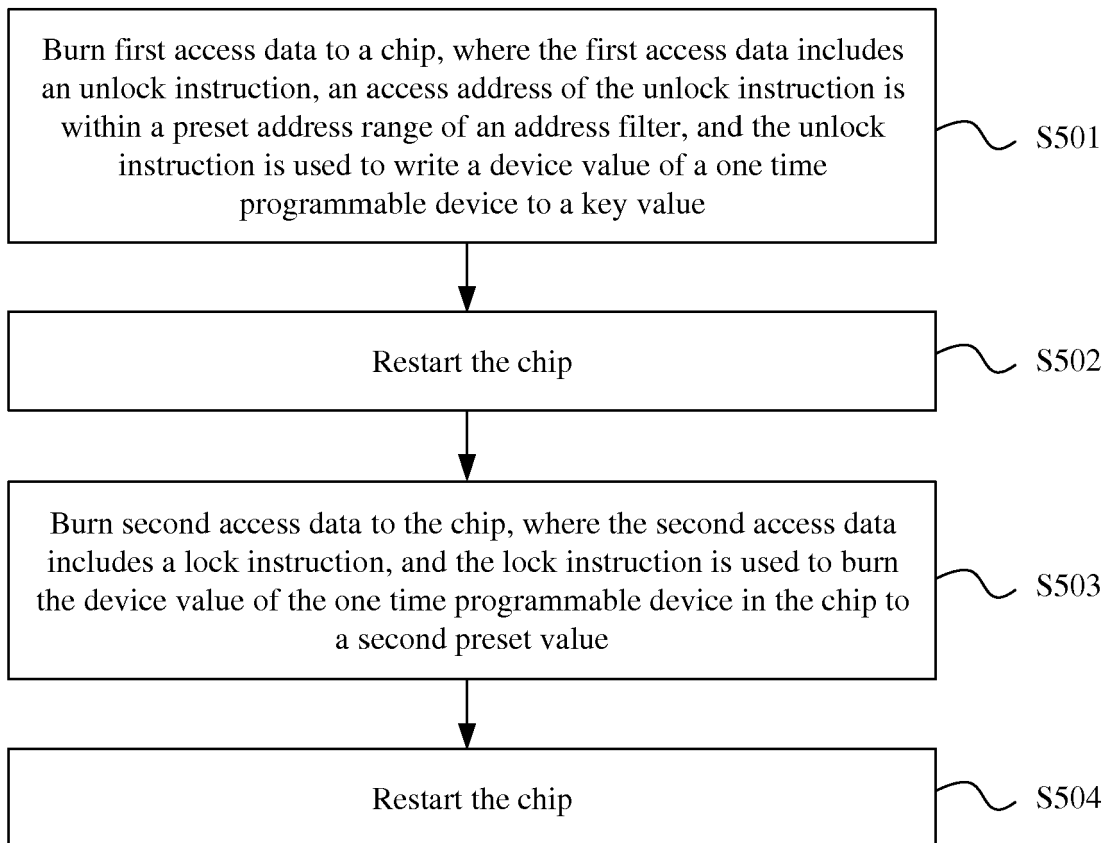 Burn first access data to a chip, where the first access data includes
an unlock instruction, an access address of the unlock instruction is
within a preset address range of an address filter, and the unlock
instruction is used to write a device value of a one time
programmable device to a key value
S501
Restart the chip
S502
Burn second access data to the chip, where the second access data
includes a lock instruction, and the lock instruction is used to burn
the device value of the one time programmable device in the chip to
a second preset value
S503
Restart the chip
S504